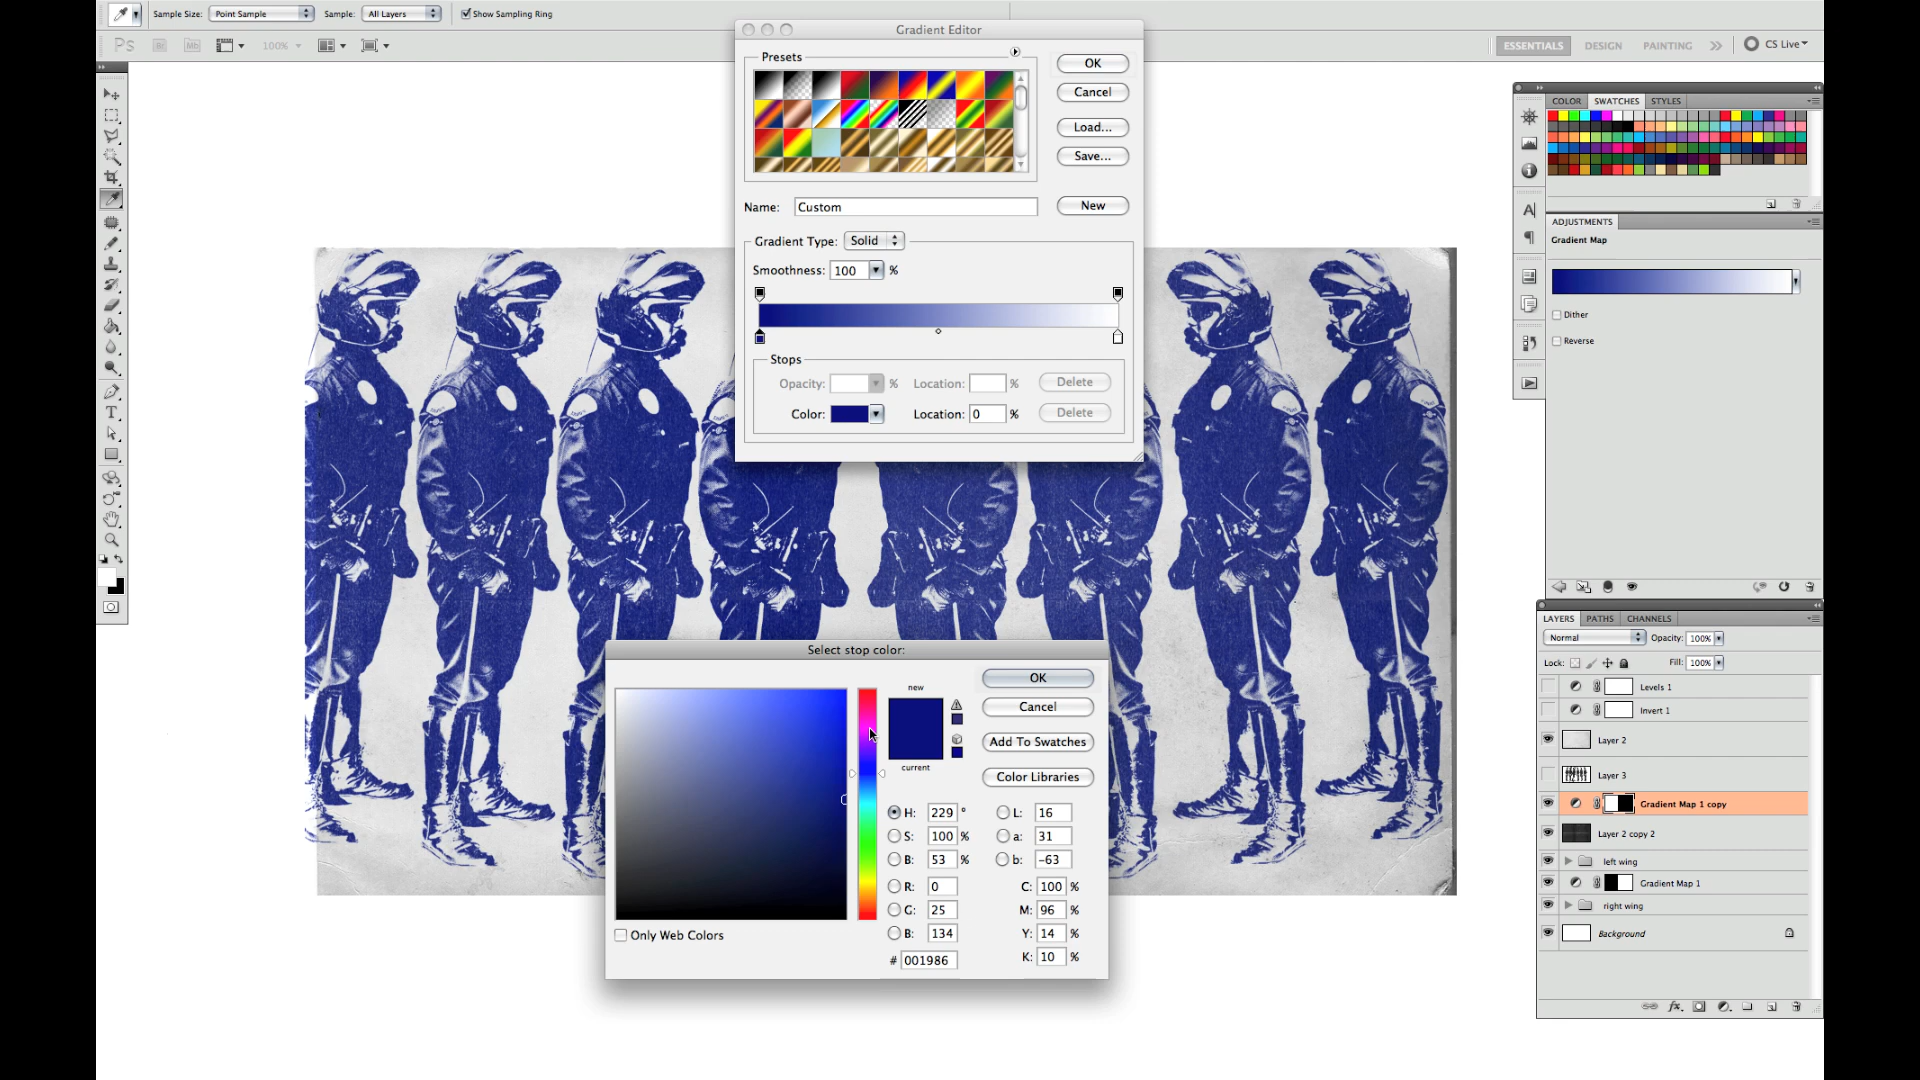 Sample Size: Point Sample Sample: All Layers Show Sampling Ring
Ps Br Mb 100% ESSENTIALS DESIGN PAINTING CS Live
Gradient Editor
Presets
OK
Cancel
Load...
Save...
Name: Custom
New
Gradient Type: Solid
Smoothness: 100 %
Stops
Opacity: % Location: % Delete
Color: Location: 0 % Delete
Select stop color:
new
current
OK
Cancel
Add To Swatches
Color Libraries
H: 229 ° L: 16
S: 100 % a: 31
B: 53 % b: -63
R: 0 C: 100 %
G: 25 M: 96 %
B: 134 Y: 14 %
# 001986 K: 10 %
Only Web Colors
COLOR SWATCHES STYLES
ADJUSTMENTS
Gradient Map
Dither
Reverse
LAYERS PATHS CHANNELS
Normal Opacity: 100%
Lock: Fill: 100%
Levels 1
Invert 1
Layer 2
Layer 3
Gradient Map 1 copy
Layer 2 copy 2
left wing
Gradient Map 1
right wing
Background